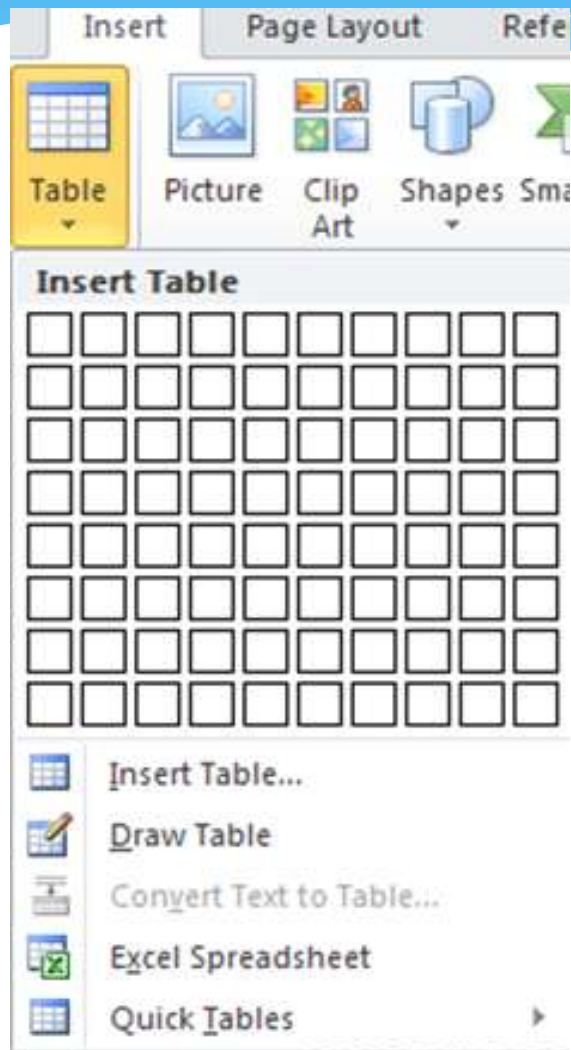 Insert Page Layout Refe
Table Picture Clip Art Shapes Sma
Insert Table
Insert Table...
Draw Table
Convert Text to Table...
Excel Spreadsheet
Quick Tables